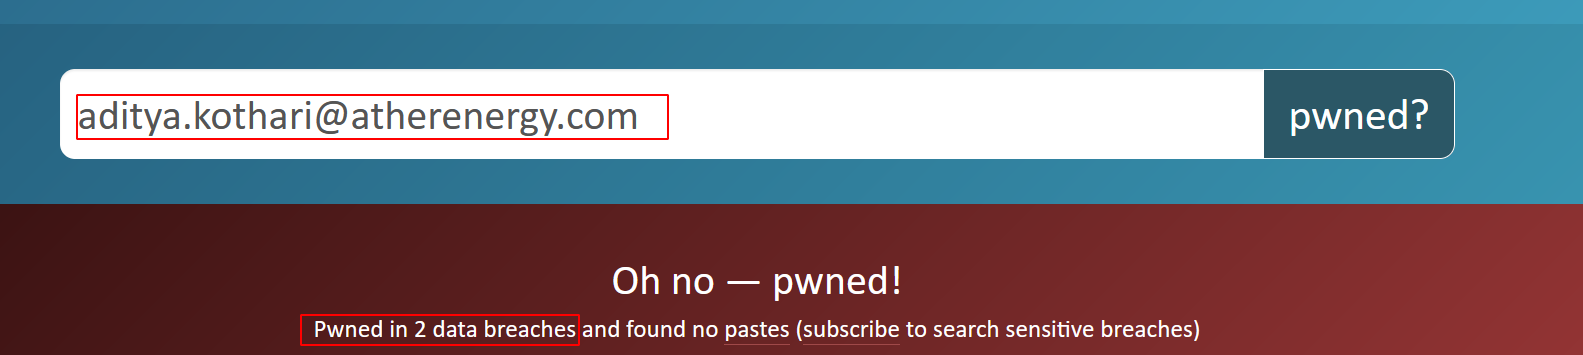 aditya.kothari@atherenergy.com
pwned?
Oh no — pwned!
Pwned in 2 data breaches and found no pastes (subscribe to search sensitive breaches)